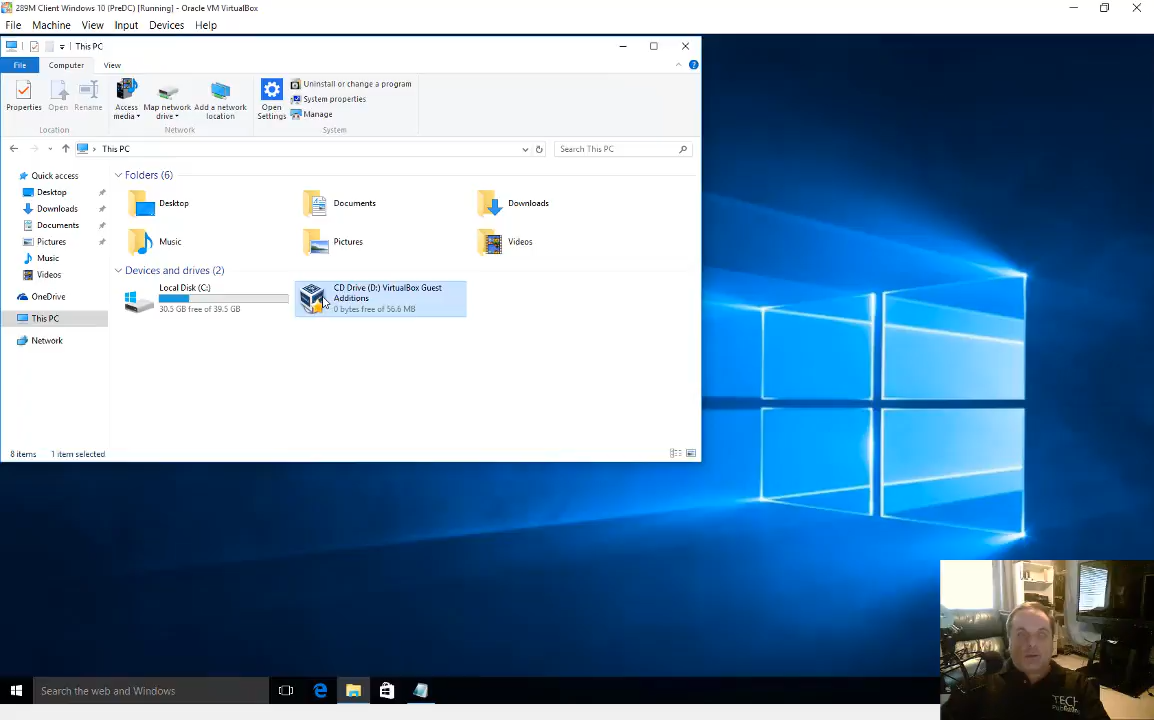 289M Client Windows 10 (PreDC) [Running] - Oracle VM VirtualBox
File Machine View Input Devices Help
This PC
File Computer View
Properties Open Rename Access media Map network drive Add a network location Open Settings
Uninstall or change a program
System properties
Manage
Location Network System
This PC Search This PC
Quick access
Desktop
Downloads
Documents
Pictures
Music
Videos
OneDrive
This PC
Network
Folders (6)
Desktop Documents Downloads
Music Pictures Videos
Devices and drives (2)
Local Disk (C:)
30.5 GB free of 39.5 GB
CD Drive (D:) VirtualBox Guest
Additions
0 bytes free of 56.6 MB
8 items 1 item selected
Search the web and Windows
TECH